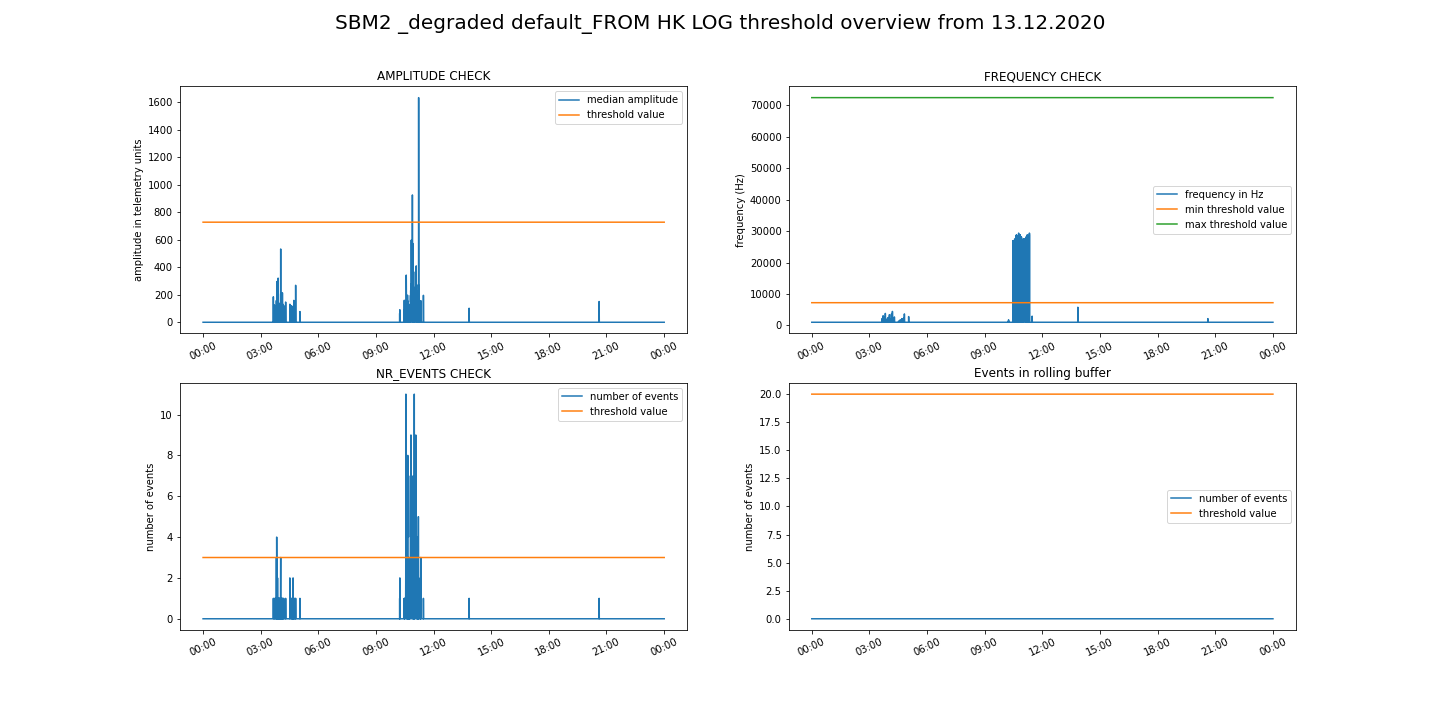 SBM2 _degraded default_FROM HK LOG threshold overview from 13.12.2020
AMPLITUDE CHECK
amplitude in telemetry units
1600
1400
1200
1000
800
600
400
200
0
median amplitude
threshold value
00:00 03:00 06:00 09:00 12:00 15:00 18:00 21:00 00:00
FREQUENCY CHECK
frequency (Hz)
70000
60000
50000
40000
30000
20000
10000
0
frequency in Hz
min threshold value
max threshold value
00:00 03:00 06:00 09:00 12:00 15:00 18:00 21:00 00:00
NR_EVENTS CHECK
number of events
10
8
6
4
2
0
number of events
threshold value
00:00 03:00 06:00 09:00 12:00 15:00 18:00 21:00 00:00
Events in rolling buffer
number of events
20.0
17.5
15.0
12.5
10.0
7.5
5.0
2.5
0.0
number of events
threshold value
00:00 03:00 06:00 09:00 12:00 15:00 18:00 21:00 00:00